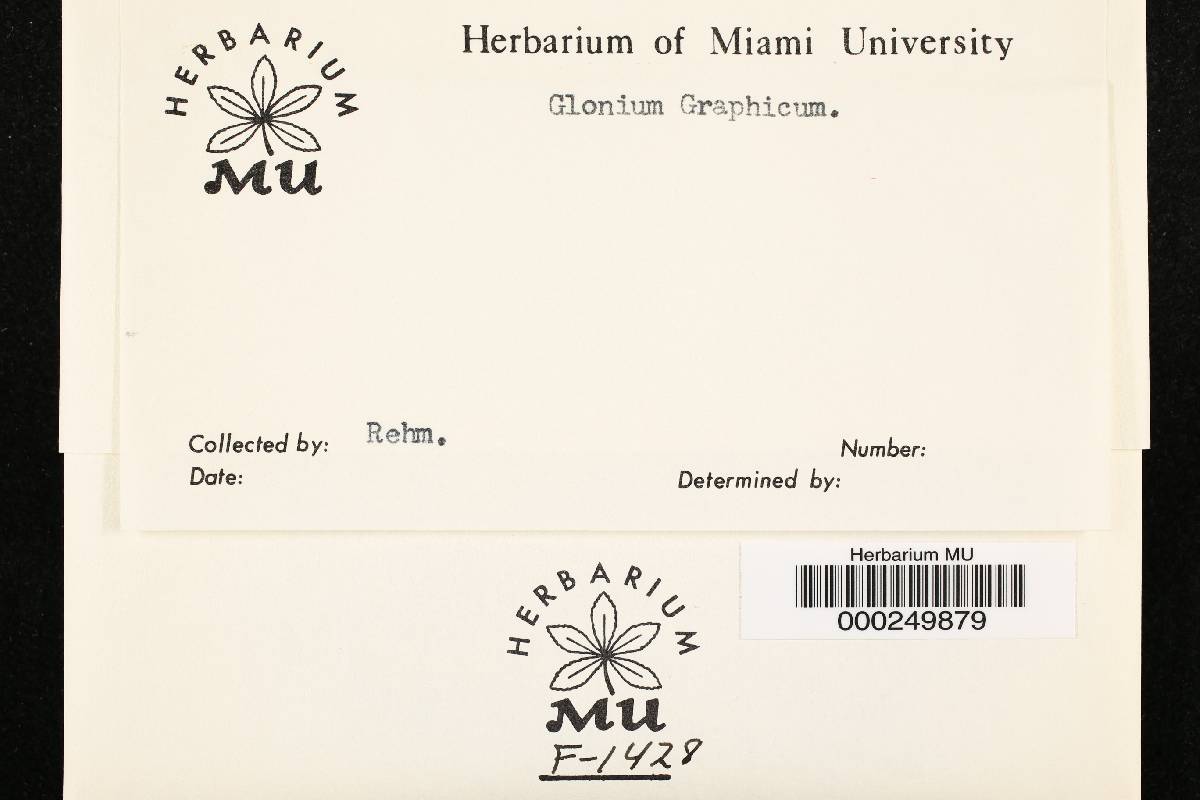 HERBARIUM
MU
Herbarium of Miami University
Glonium Graphicum.
Collected by: Rehm.
Number:
Date:
Determined by:
Herbarium MU
000249879
HERBARIUM
MU
F-1428